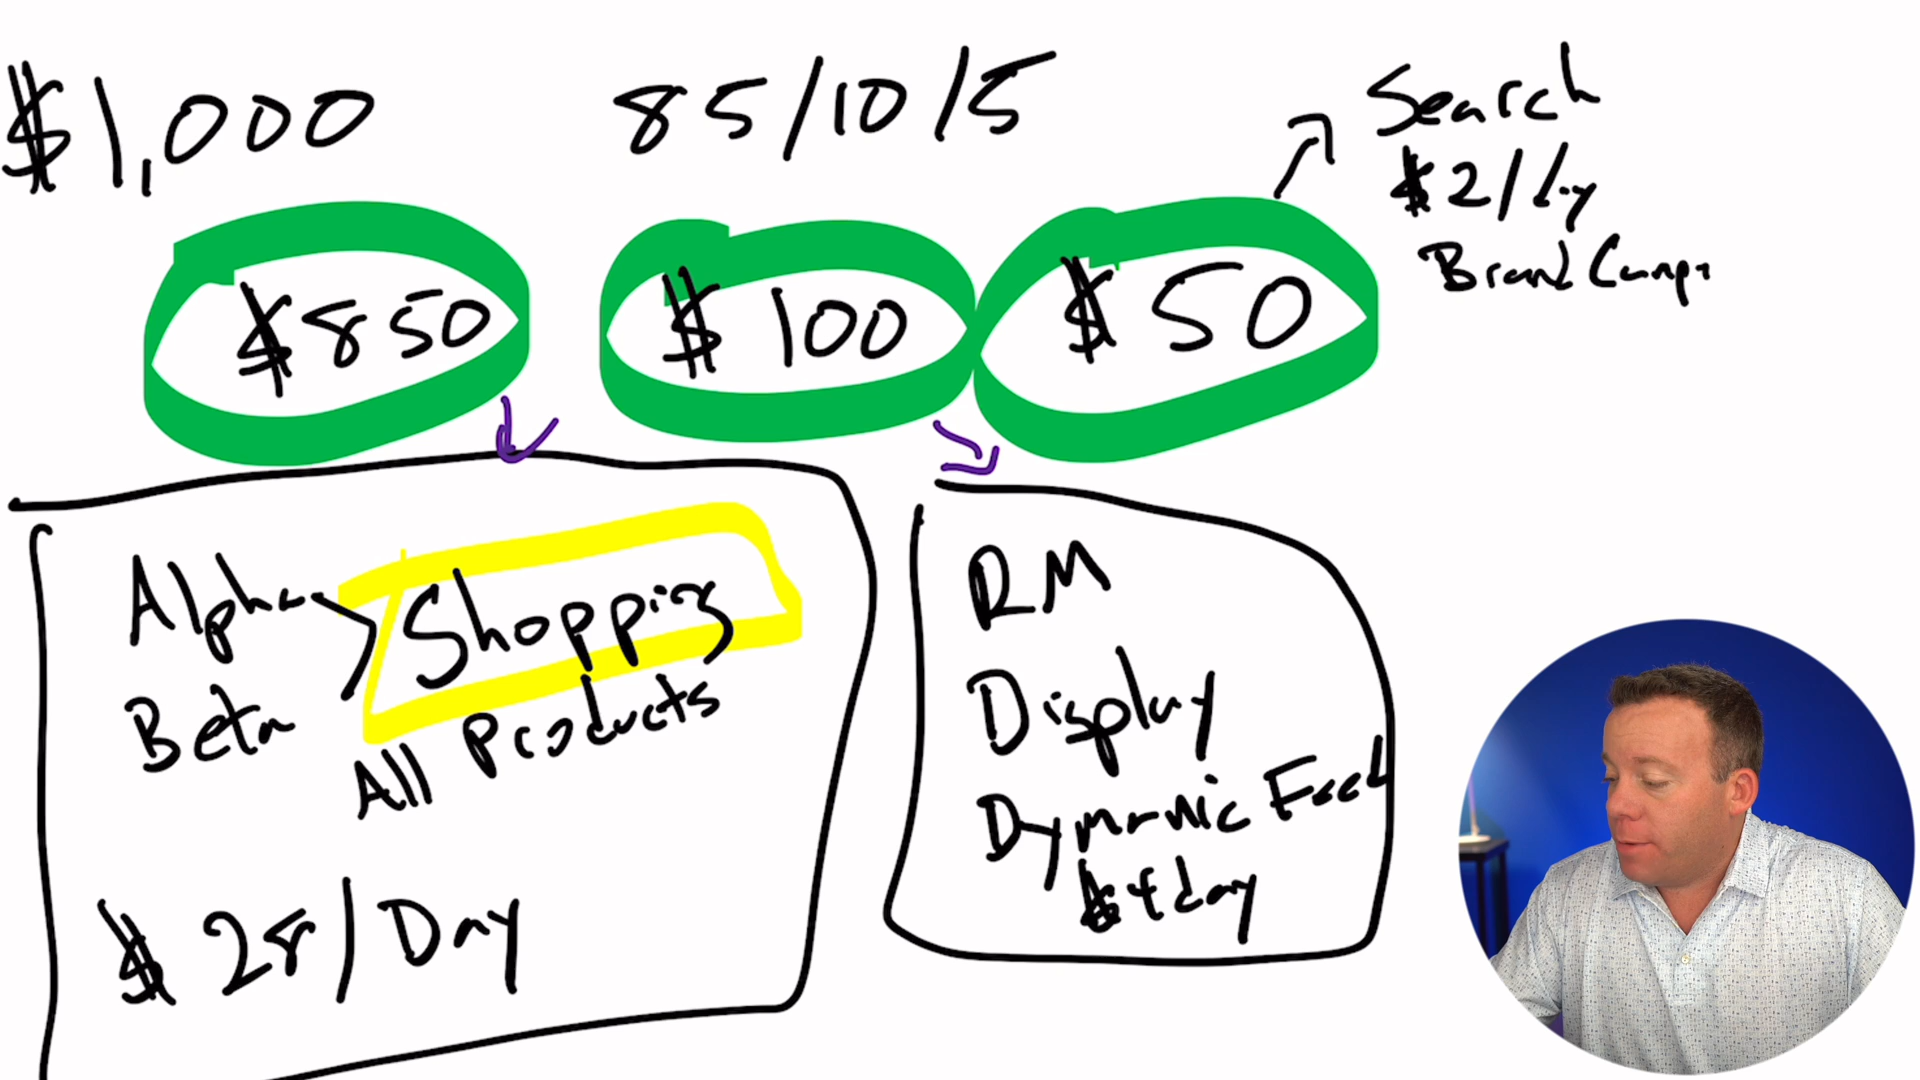 $1,000
85/10/5
Search
$2/day
Brand Camp.
$850
$100
$50
Alpha
Beta
Shopping
All Products
$28/Day
RM
Display
Dynamic Feed
$4 day